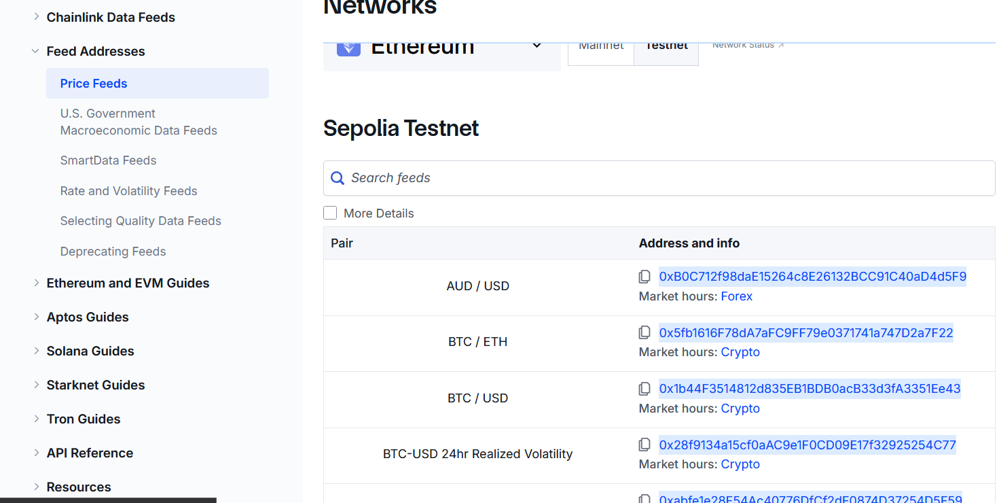 Chainlink Data Feeds
Feed Addresses
Price Feeds
U.S. Government
Macroeconomic Data Feeds
SmartData Feeds
Rate and Volatility Feeds
Selecting Quality Data Feeds
Deprecating Feeds
Ethereum and EVM Guides
Aptos Guides
Solana Guides
Starknet Guides
Tron Guides
API Reference
Resources
Networks
Ethereum Mainnet Testnet Network Status ↗
Sepolia Testnet
Search feeds
More Details
Pair Address and info
AUD / USD
0xB0C712f98daE15264c8E26132BCC91C40aD4d5F9
Market hours: Forex
BTC / ETH
0x5fb1616F78dA7aFC9FF79e0371741a747D2a7F22
Market hours: Crypto
BTC / USD
0x1b44F3514812d835EB1BDB0acB33d3fA3351Ee43
Market hours: Crypto
BTC-USD 24hr Realized Volatility
0x28f9134a15cf0aAC9e1F0CD09E17f32925254C77
Market hours: Crypto